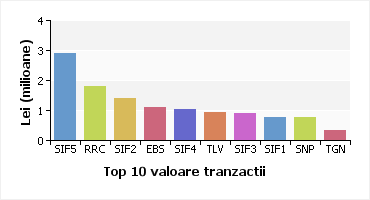 Lei (milioane)
4
3
2
1
0
SIF5 RRC SIF2 EBS SIF4 TLV SIF3 SIF1 SNP TGN
Top 10 valoare tranzactii